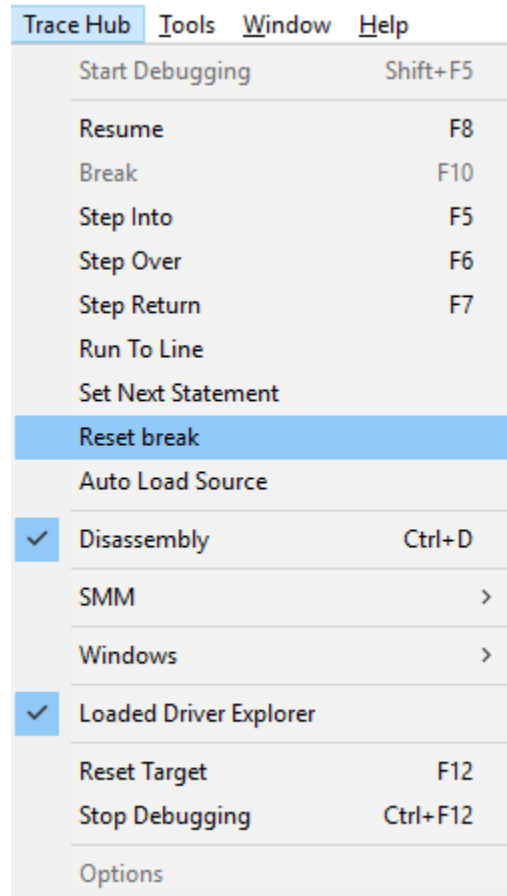 Trace Hub Tools Window Help
Start Debugging Shift+F5
Resume F8
Break F10
Step Into F5
Step Over F6
Step Return F7
Run To Line
Set Next Statement
Reset break
Auto Load Source
Disassembly Ctrl+D
SMM
Windows
Loaded Driver Explorer
Reset Target F12
Stop Debugging Ctrl+F12
Options